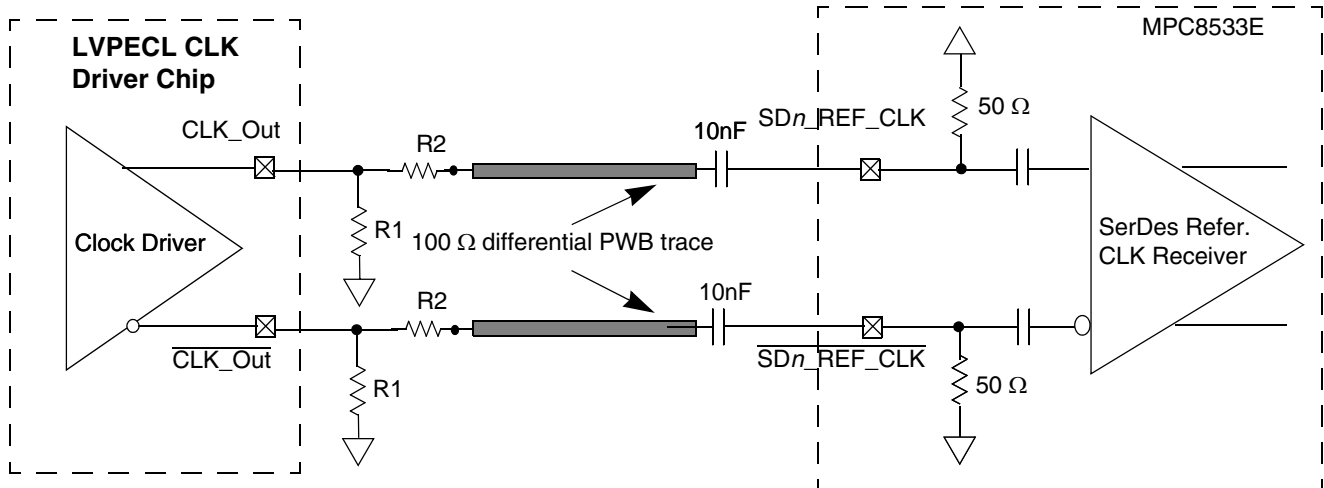 MPC8533E
LVPECL CLK
Driver Chip
CLK_Out
R2
10nF
SDn_REF_CLK
50 Ω
Clock Driver
R1
100 Ω differential PWB trace
SerDes Refer.
CLK Receiver
R2
10nF
CLK_Out
SDn_REF_CLK
R1
50 Ω